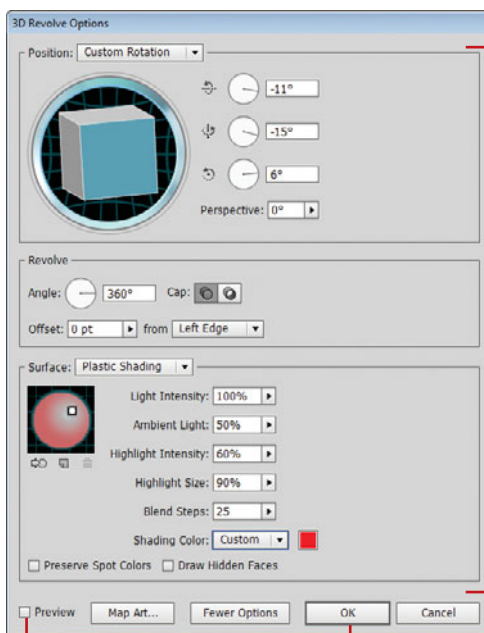 3D Revolve Options
Position: Custom Rotation
-11°
-15°
6°
Perspective: 0°
Revolve
Angle: 360° Cap:
Offset: 0 pt from Left Edge
Surface: Plastic Shading
Light Intensity: 100%
Ambient Light: 50%
Highlight Intensity: 60%
Highlight Size: 90%
Blend Steps: 25
Shading Color: Custom
Preserve Spot Colors Draw Hidden Faces
Preview Map Art... Fewer Options OK Cancel